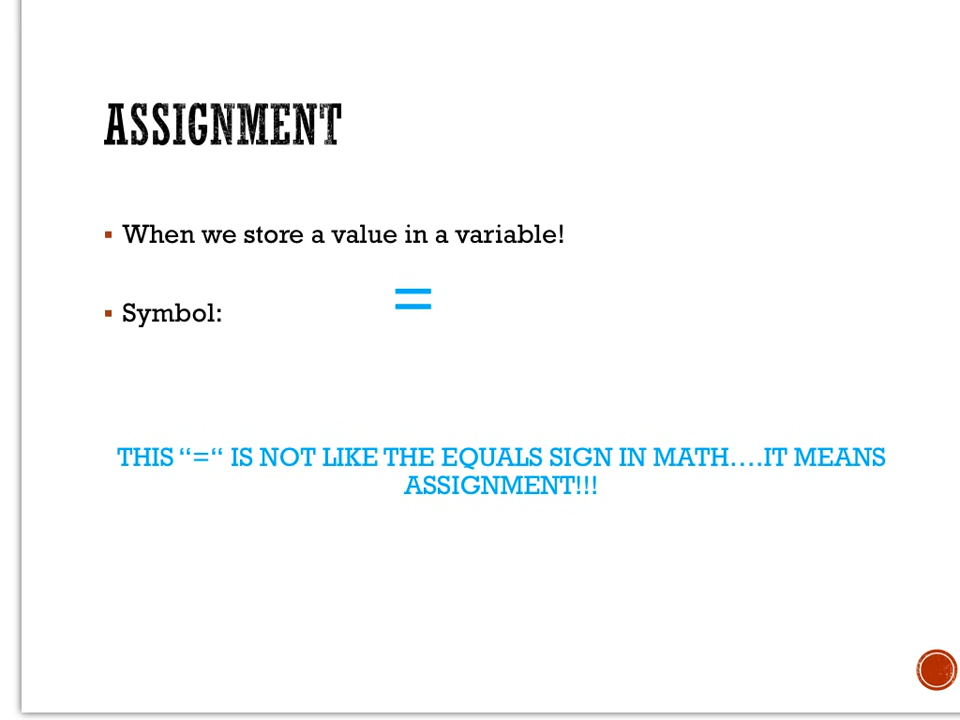 ASSIGNMENT
▪ When we store a value in a variable!
▪ Symbol: =
THIS “=“ IS NOT LIKE THE EQUALS SIGN IN MATH….IT MEANS
ASSIGNMENT!!!